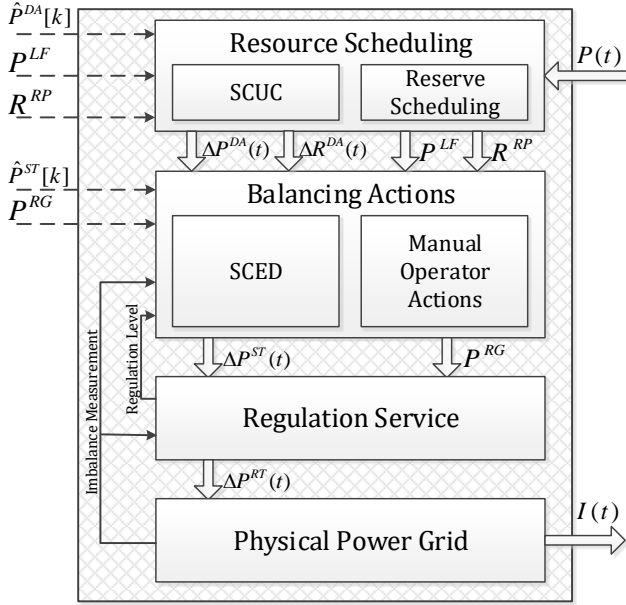 P̂^{DA}[k]
P^{LF}
R^{RP}
Resource Scheduling
SCUC
Reserve
Scheduling
P(t)
ΔP^{DA}(t)
ΔR^{DA}(t)
P^{LF}
R^{RP}
P̂^{ST}[k]
P^{RG}
Balancing Actions
SCED
Manual
Operator
Actions
Imbalance Measurement
Regulation Level
ΔP^{ST}(t)
P^{RG}
Regulation Service
ΔP^{RT}(t)
Physical Power Grid
I(t)